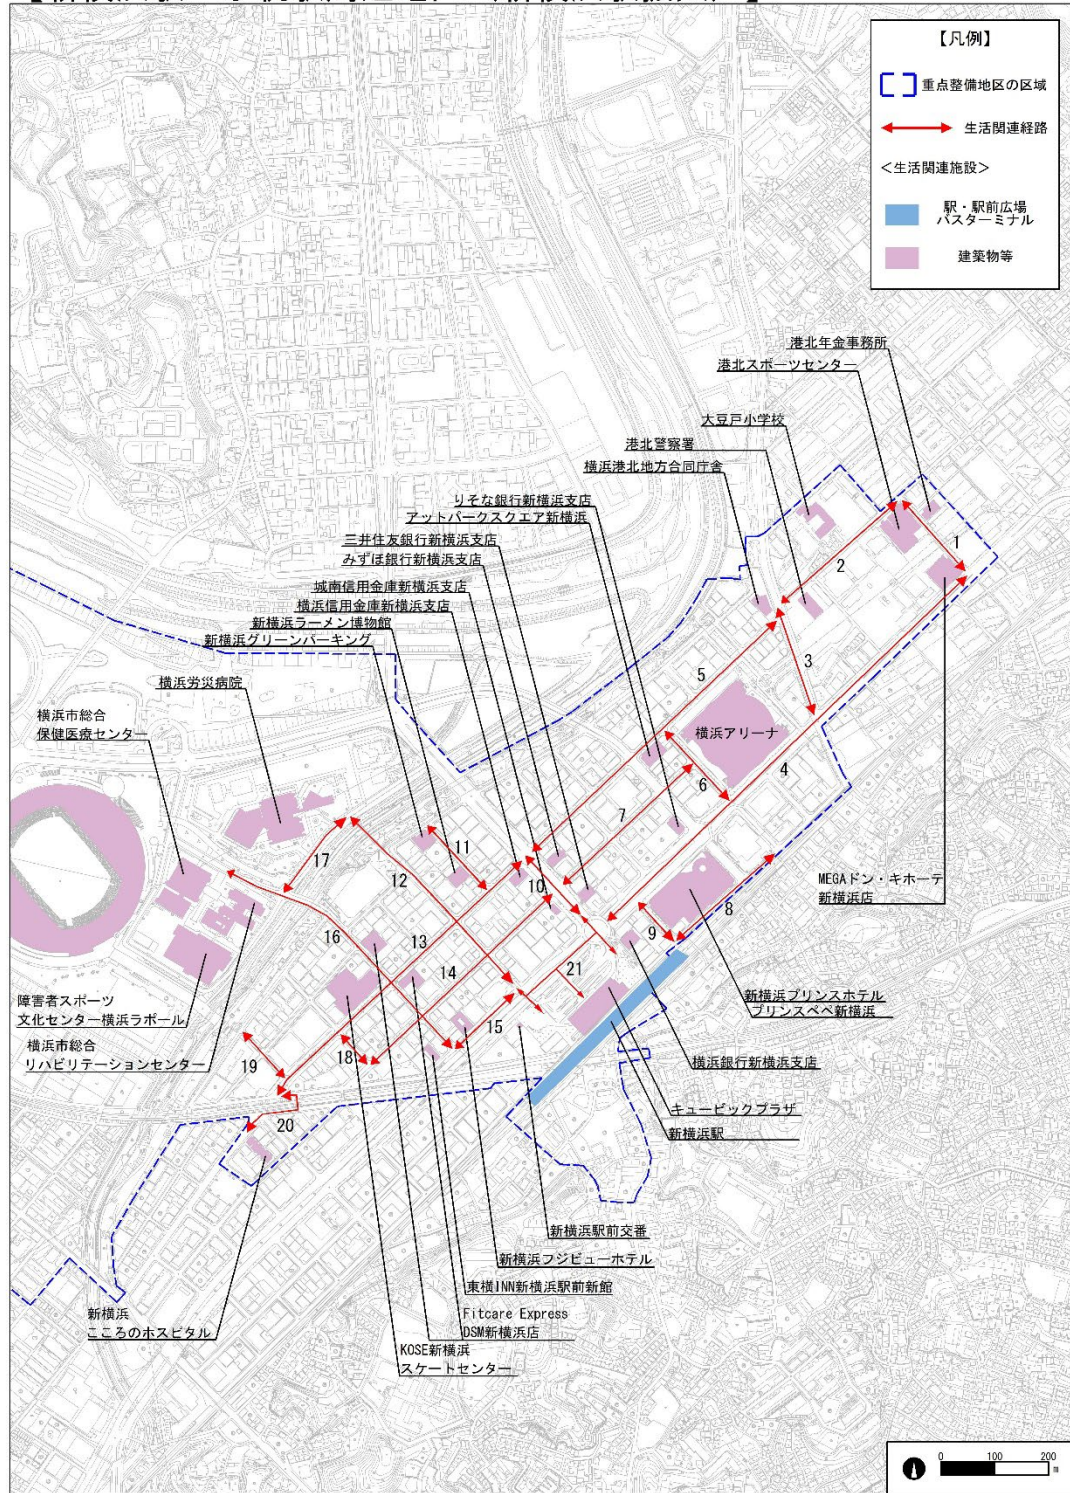 【凡例】
重点整備地区の区域
生活関連経路
<生活関連施設>
駅・駅前広場
バスターミナル
建築物等
港北年金事務所
港北スポーツセンター
大豆戸小学校
港北警察署
横浜港北地方合同庁舎
りそな銀行新横浜支店
アットパークスクエア新横浜
三井住友銀行新横浜支店
みずほ銀行新横浜支店
城南信用金庫新横浜支店
横浜信用金庫新横浜支店
新横浜ラーメン博物館
新横浜グリーンパーキング
横浜労災病院
横浜市総合
保健医療センター
横浜アリーナ
1
2
3
4
5
6
7
8
9
10
11
12
13
14
15
16
17
18
19
20
21
MEGAドン・キホーテ
新横浜店
新横浜プリンスホテル
プリンスペペ新横浜
横浜銀行新横浜支店
キュービックプラザ
新横浜駅
障害者スポーツ
文化センター横浜ラポール
横浜市総合
リハビリテーションセンター
新横浜駅前交番
新横浜フジビューホテル
東横INN新横浜駅前新館
Fitcare Express
DSM新横浜店
KOSE新横浜
スケートセンター
新横浜
こころのホスピタル
0 100 200
m